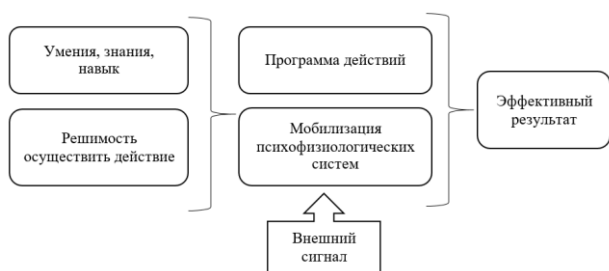 Умения, знания,
навык
Решимость
осуществить действие
Программа действий
Мобилизация
психофизиологических
систем
Внешний
сигнал
Эффективный
результат